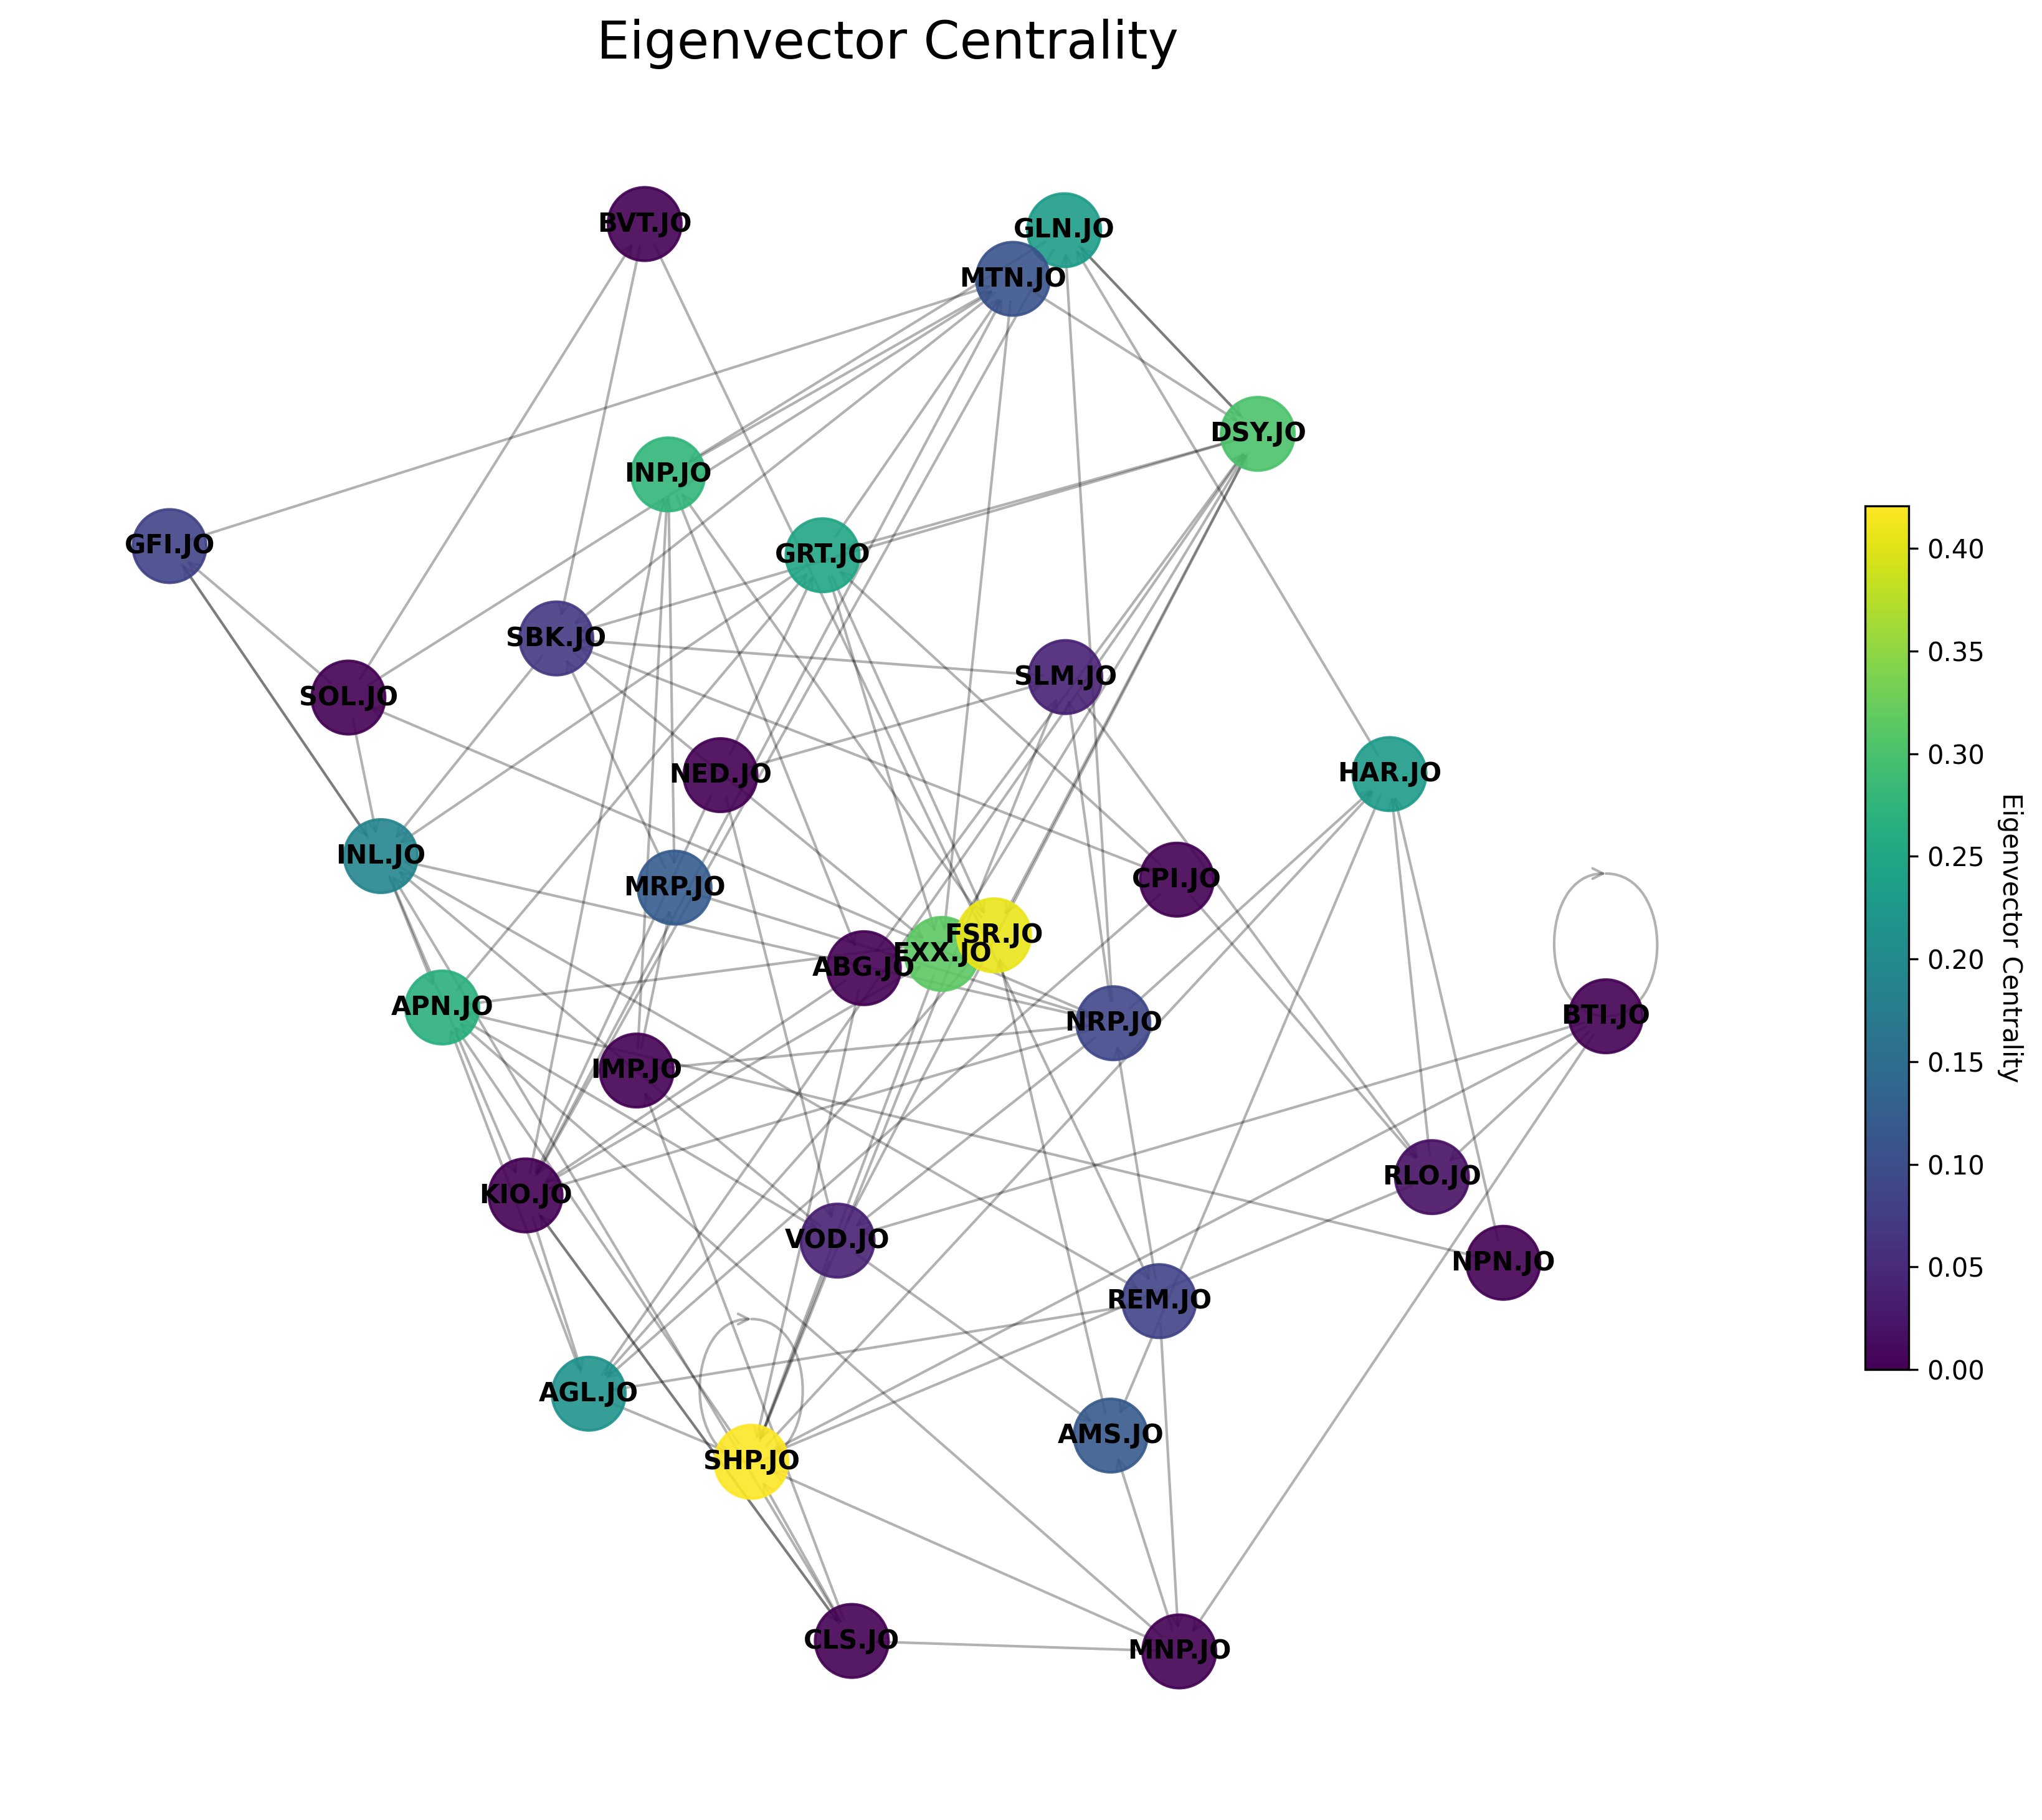 Eigenvector Centrality
BVT.JO
GLN.JO
MTN.JO
DSY.JO
INP.JO
GFI.JO
GRT.JO
SBK.JO
SLM.JO
SOL.JO
NED.JO
HAR.JO
INL.JO
MRP.JO
CPI.JO
FSR.JO
EXX.JO
ABG.JO
APN.JO
NRP.JO
BTI.JO
IMP.JO
KIO.JO
RLO.JO
VOD.JO
NPN.JO
REM.JO
AGL.JO
AMS.JO
SHP.JO
CLS.JO
MNP.JO
0.40
0.35
0.30
0.25
0.20
0.15
0.10
0.05
0.00
Eigenvector Centrality